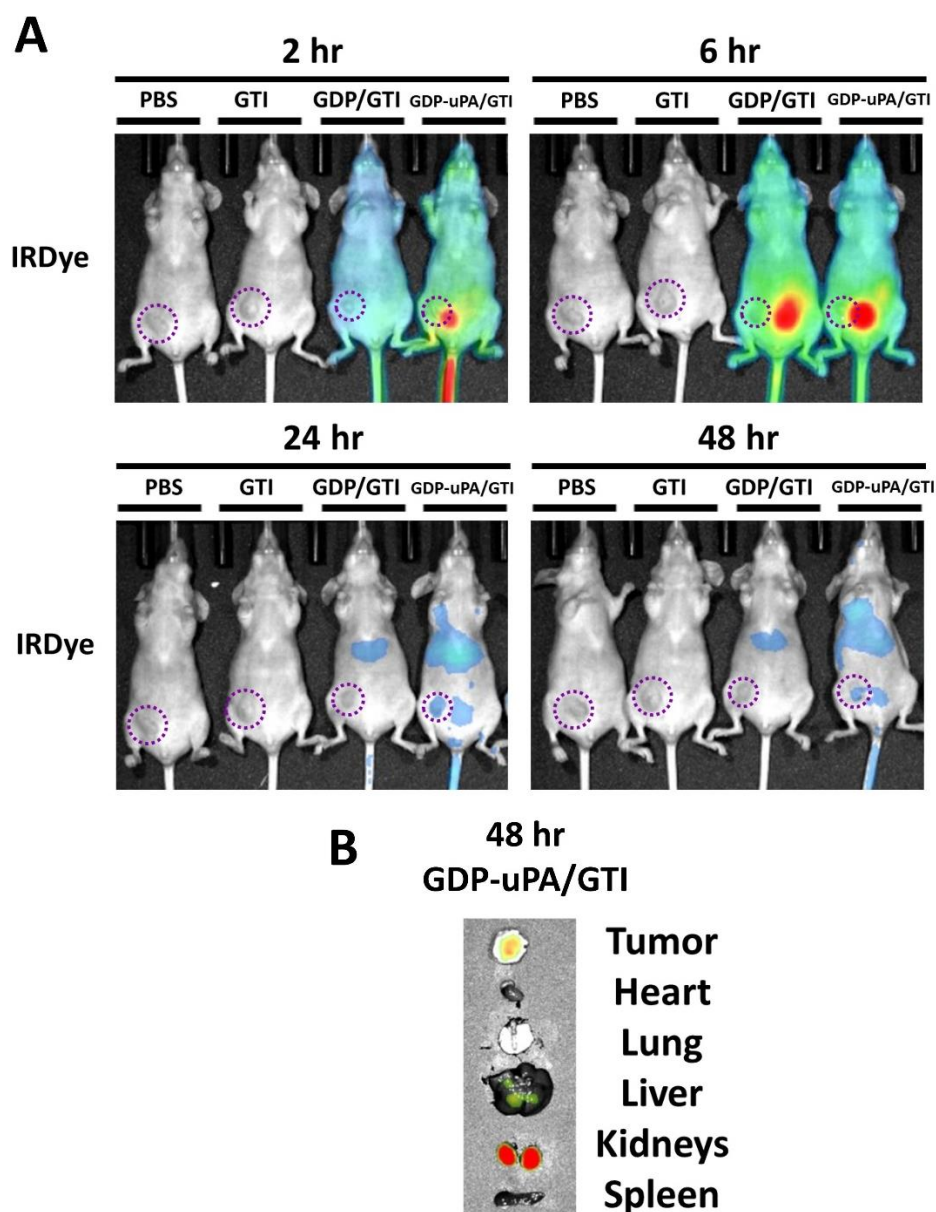 A
2 hr
6 hr
PBS GTI GDP/GTI GDP-uPA/GTI
PBS GTI GDP/GTI GDP-uPA/GTI
IRDye
24 hr
48 hr
PBS GTI GDP/GTI GDP-uPA/GTI
PBS GTI GDP/GTI GDP-uPA/GTI
IRDye
B
48 hr
GDP-uPA/GTI
Tumor
Heart
Lung
Liver
Kidneys
Spleen